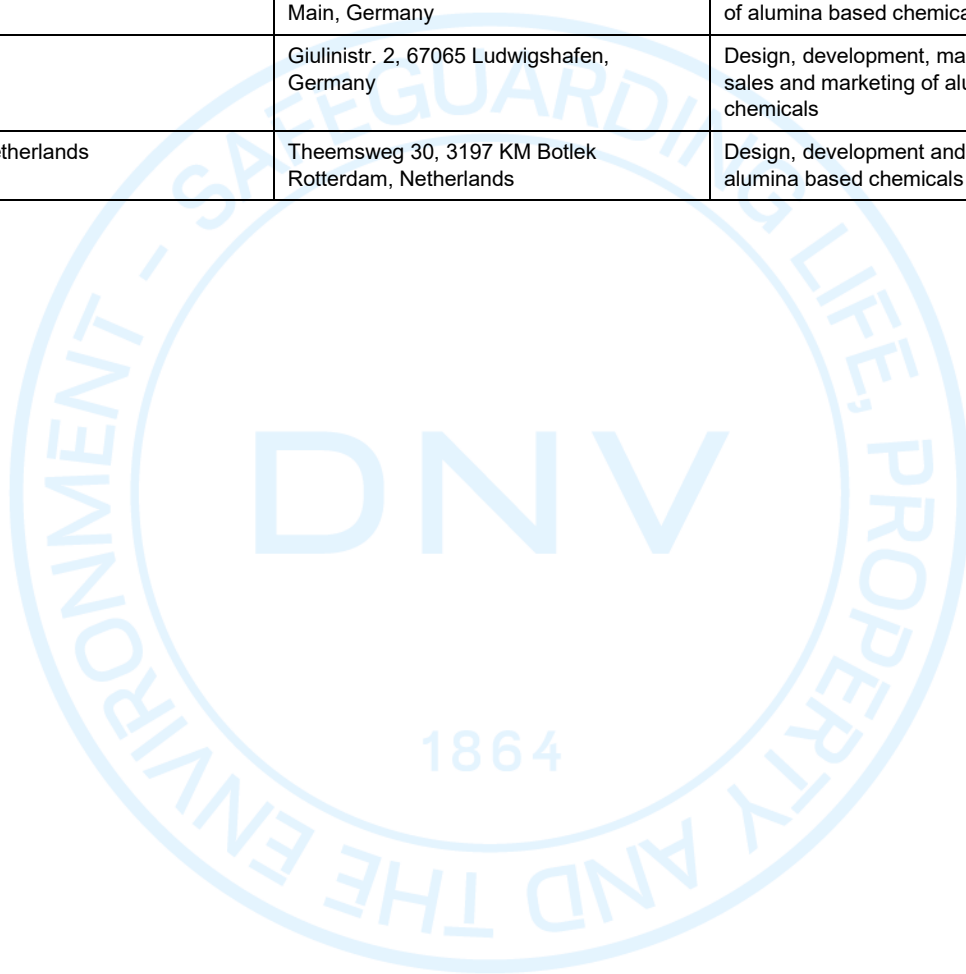 Main, Germany
of alumina based chemica
Giulinistr. 2, 67065 Ludwigshafen,
Germany
Design, development, ma
sales and marketing of alu
chemicals
etherlands
Theemsweg 30, 3197 KM Botlek
Rotterdam, Netherlands
Design, development and
alumina based chemicals
SAFEGUARDING LIFE, PROPERTY AND THE ENVIRONMENT -
DNV
1864